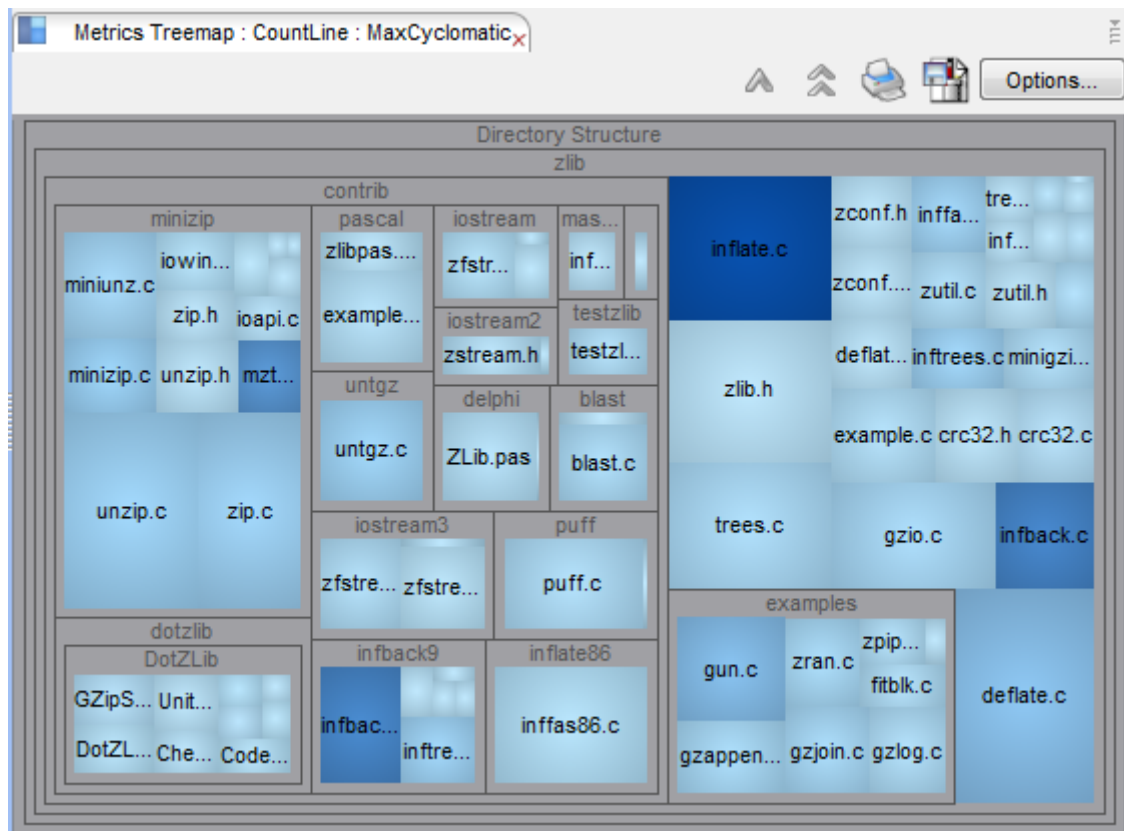 Metrics Treemap : CountLine : MaxCyclomatic
Options...
Directory Structure
zlib
contrib
minizip
miniunz.c
iowin...
zip.h
ioapi.c
minizip.c
unzip.h
mzt...
unzip.c
zip.c
dotzlib
DotZLib
GZipS...
Unit...
DotZL...
Che...
Code...
pascal
zlibpas....
example...
untgz
untgz.c
iostream
zfstr...
iostream2
zstream.h
mas...
inf...
testzlib
testzl...
delphi
ZLib.pas
blast
blast.c
iostream3
zfstre...
zfstre...
puff
puff.c
infback9
infbac...
inftre...
inflate86
inffas86.c
inflate.c
zlib.h
trees.c
zconf.h
inffa...
tre...
inf...
zconf....
zutil.c
zutil.h
deflat...
inftrees.c
minigzi...
example.c
crc32.h
crc32.c
gzio.c
infback.c
examples
gun.c
zran.c
zpip...
fitblk.c
gzappen...
gzjoin.c
gzlog.c
deflate.c